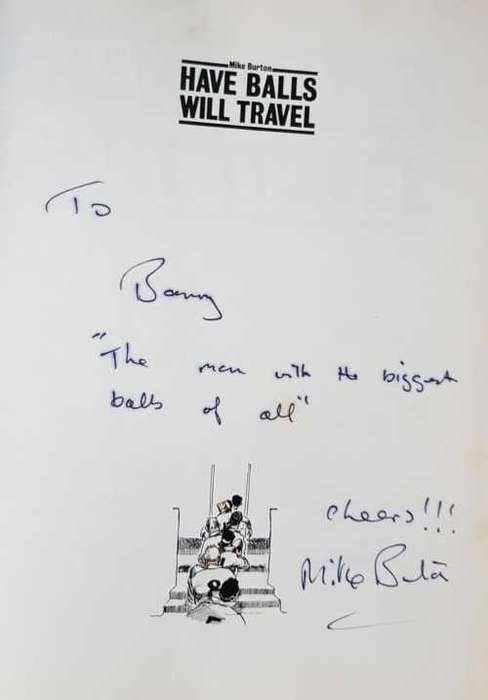 Mike Burton
HAVE BALLS
WILL TRAVEL
To
Barry
"The man with the biggest
balls of all"
Cheers!!!
Mike Burton